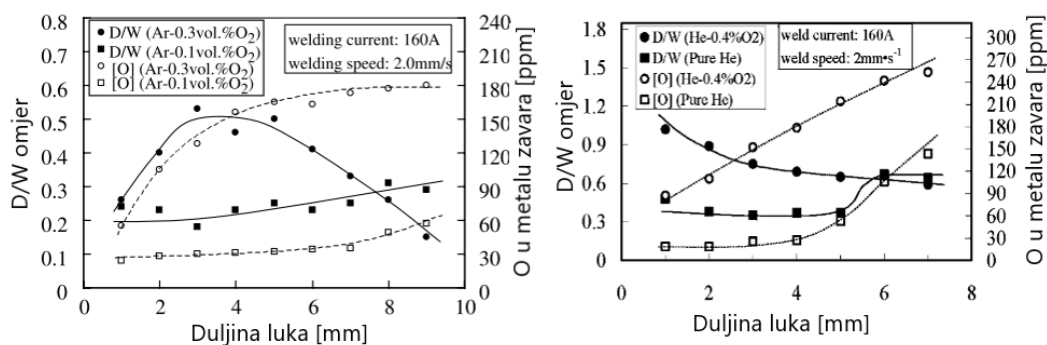 D/W (Ar-0.3vol.%O2)
D/W (Ar-0.1vol.%O2)
[O] (Ar-0.3vol.%O2)
[O] (Ar-0.1vol.%O2)
welding current: 160A
welding speed: 2.0mm/s
D/W omjer
0.8
0.7
0.6
0.5
0.4
0.3
0.2
0.1
0
240
210
180
150
120
90
60
30
0
O u metalu zavara [ppm]
0 2 4 6 8 10
Duljina luka [mm]
D/W (He-0.4%O2)
D/W (Pure He)
[O] (He-0.4%O2)
[O] (Pure He)
weld current: 160A
weld speed: 2mm•s-1
D/W omjer
1.8
1.5
1.2
0.9
0.6
0.3
0
300
270
240
210
180
150
120
90
60
30
0
O u metalu zavara [ppm]
0 2 4 6 8
Duljina luka [mm]